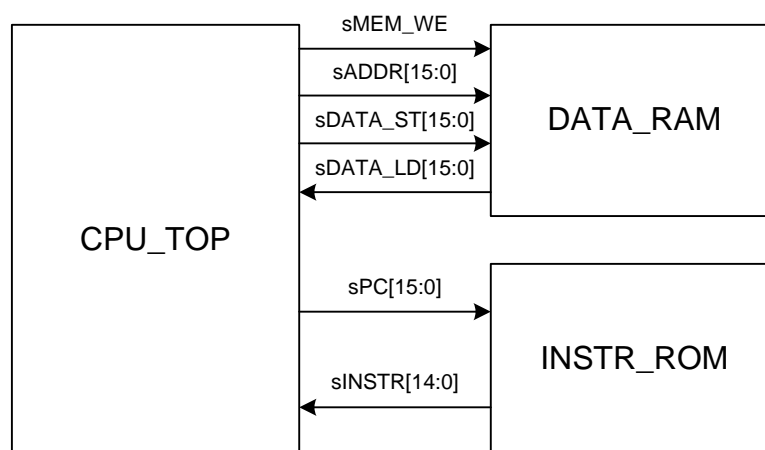 sMEM_WE
sADDR[15:0]
sDATA_ST[15:0]
sDATA_LD[15:0]
DATA_RAM
CPU_TOP
sPC[15:0]
sINSTR[14:0]
INSTR_ROM